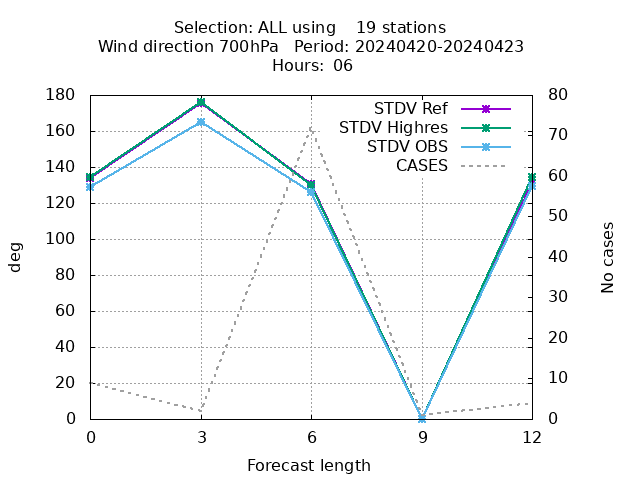 Selection: ALL using    19 stations
Wind direction 700hPa   Period: 20240420-20240423
Hours:  06
STDV Ref
STDV Highres
STDV OBS
CASES
180
160
140
120
100
80
60
40
20
0
deg
80
70
60
50
40
30
20
10
0
No cases
0 3 6 9 12
Forecast length